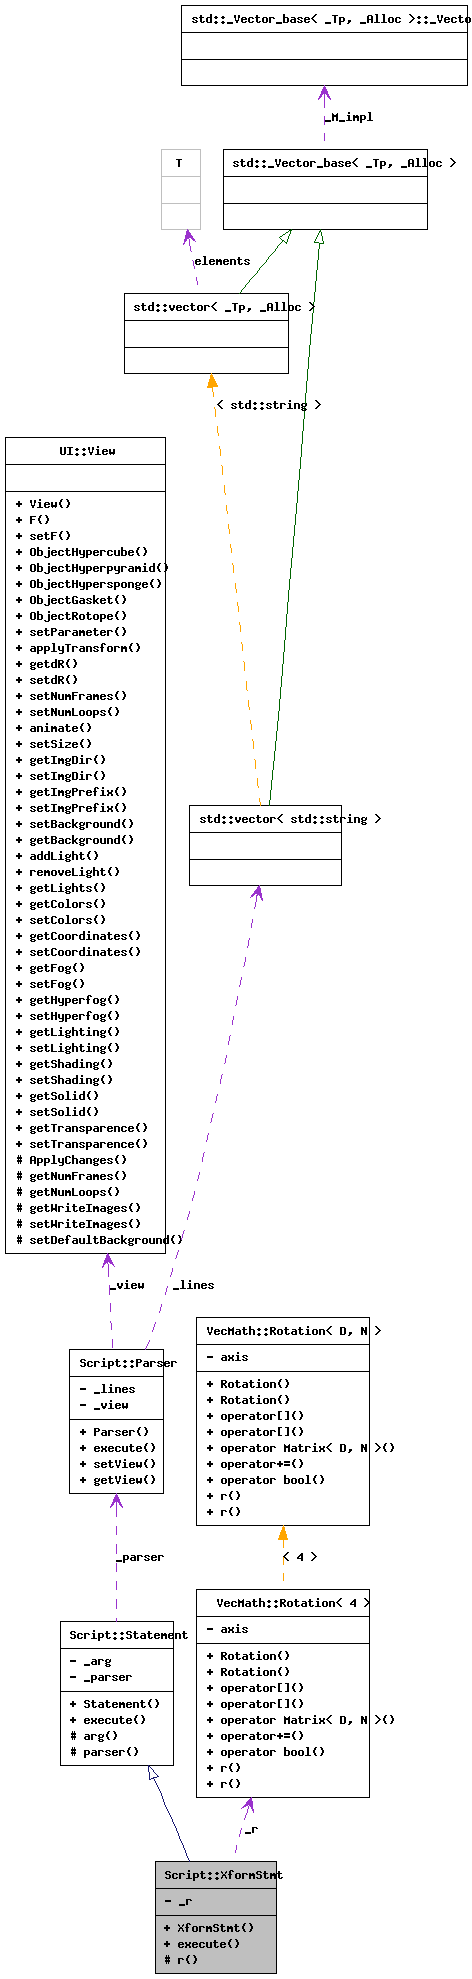 std::_Vector_base< _Tp, _Alloc >::_Vecto
_M_impl
T
std::_Vector_base< _Tp, _Alloc >
elements
std::vector< _Tp, _Alloc >
< std::string >
UI::View
+ View()
+ F()
+ setF()
+ ObjectHypercube()
+ ObjectHyperpyramid()
+ ObjectHypersponge()
+ ObjectGasket()
+ ObjectRotope()
+ setParameter()
+ applyTransform()
+ getdR()
+ setdR()
+ setNumFrames()
+ setNumLoops()
+ animate()
+ setSize()
+ getImgDir()
+ setImgDir()
+ getImgPrefix()
+ setImgPrefix()
+ setBackground()
+ getBackground()
+ addLight()
+ removeLight()
+ getLights()
+ getColors()
+ setColors()
+ getCoordinates()
+ setCoordinates()
+ getFog()
+ setFog()
+ getHyperfog()
+ setHyperfog()
+ getLighting()
+ setLighting()
+ getShading()
+ setShading()
+ getSolid()
+ setSolid()
+ getTransparence()
+ setTransparence()
# ApplyChanges()
# getNumFrames()
# getNumLoops()
# getWriteImages()
# setWriteImages()
# setDefaultBackground()
std::vector< std::string >
_view
_lines
Script::Parser
- _lines
- _view
+ Parser()
+ execute()
+ setView()
+ getView()
VecMath::Rotation< D, N >
- axis
+ Rotation()
+ Rotation()
+ operator[]()
+ operator[]()
+ operator Matrix< D, N >()
+ operator+=()
+ operator bool()
+ r()
+ r()
_parser
< 4 >
Script::Statement
- _arg
- _parser
+ Statement()
+ execute()
# arg()
# parser()
VecMath::Rotation< 4 >
- axis
+ Rotation()
+ Rotation()
+ operator[]()
+ operator[]()
+ operator Matrix< D, N >()
+ operator+=()
+ operator bool()
+ r()
+ r()
_r
Script::XformStmt
- _r
+ XformStmt()
+ execute()
# r()